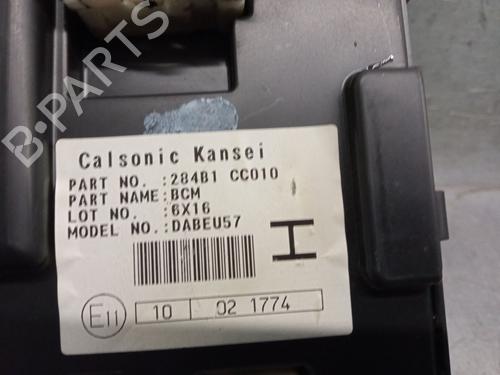 B-PARTS
Calsonic Kansei
PART NO. :284B1 CC010
PART NAME:BCM
LOT NO. :6X16
MODEL NO.:DABEU57
H
E11
10 02 1774